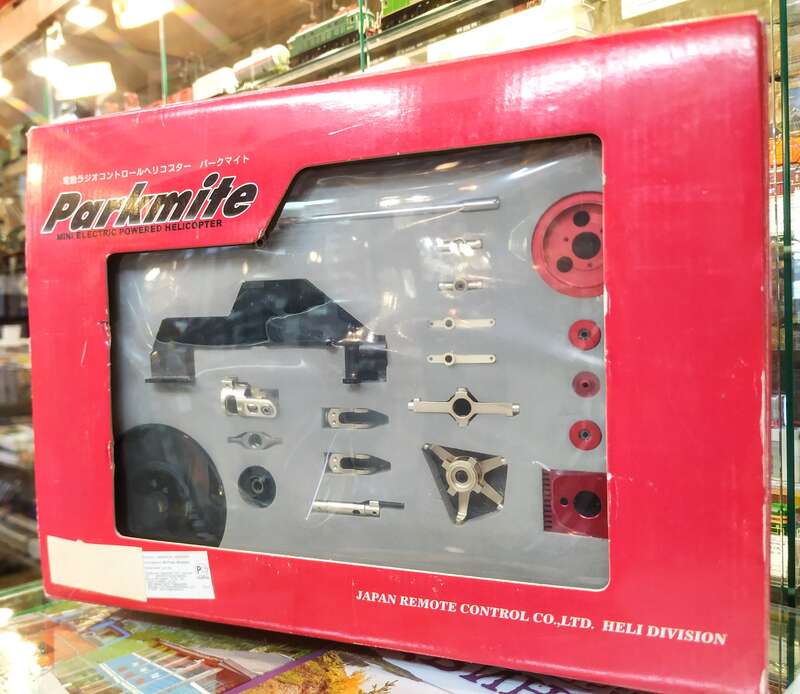 電動ラジオコントロールヘリコプター パークマイト
Parkmite
MINI ELECTRIC POWERED HELICOPTER
P
JAPAN REMOTE CONTROL CO.,LTD. HELI DIVISION